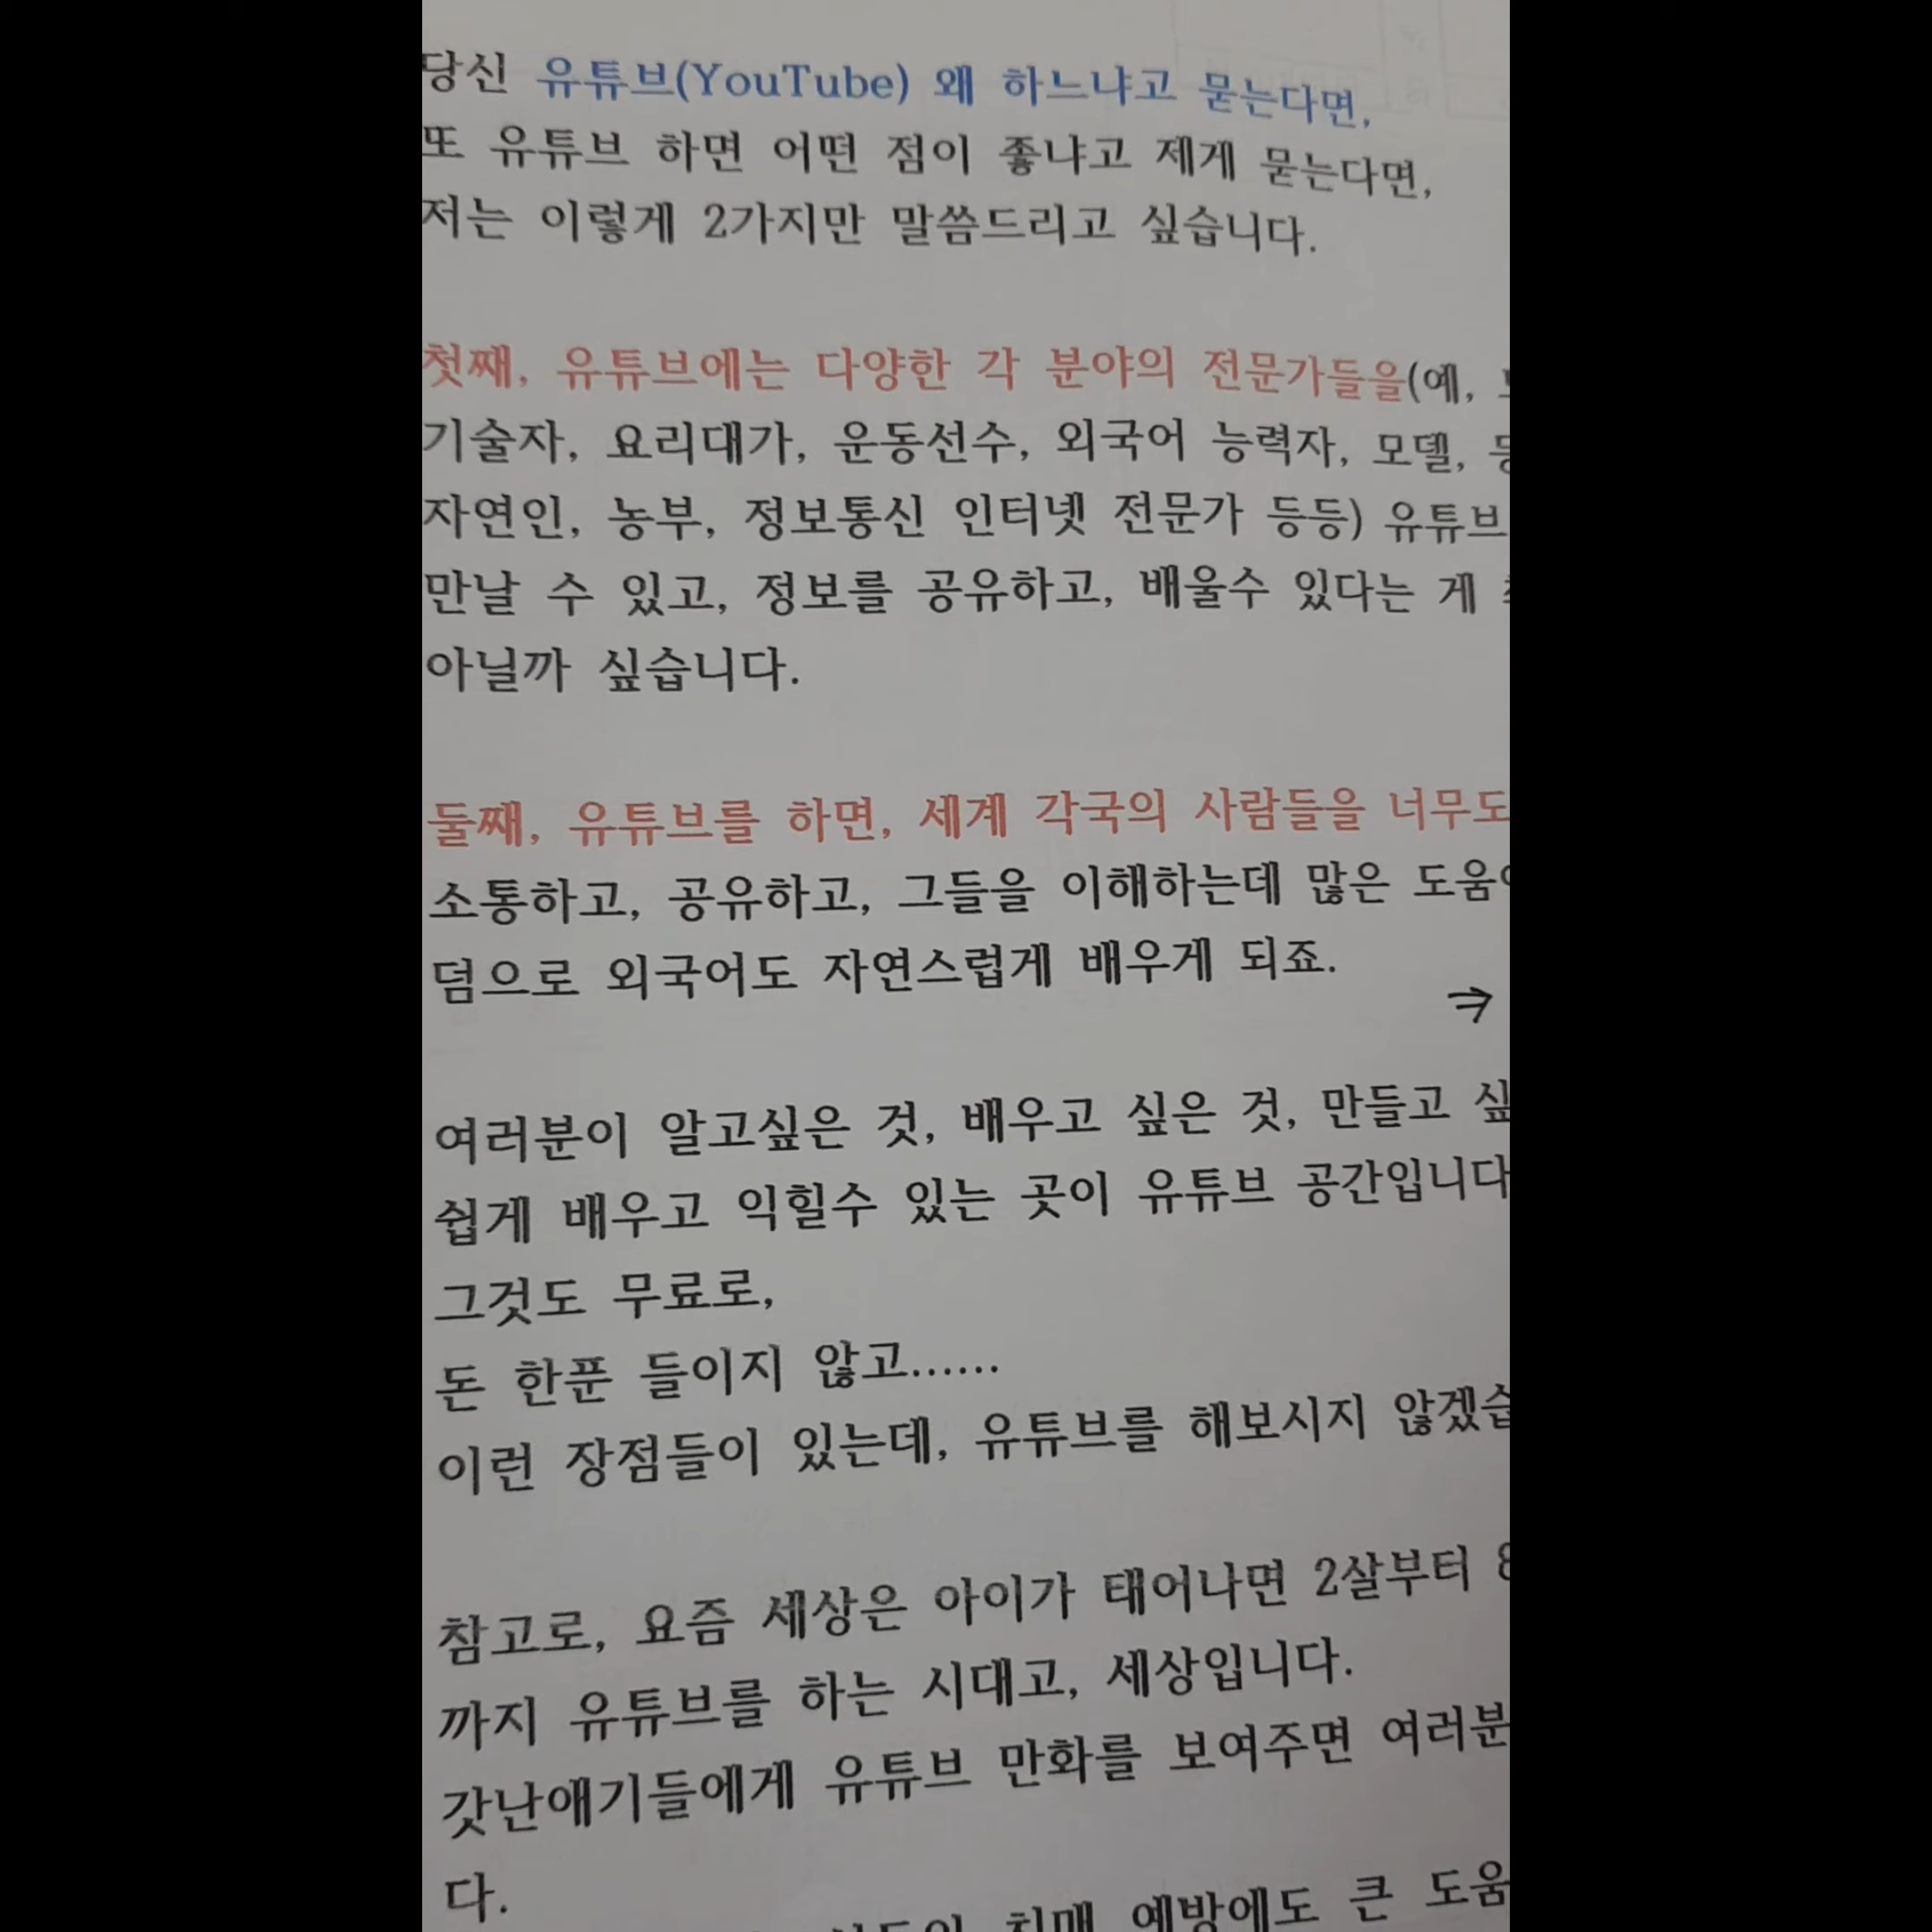 당신 유튜브(YouTube) 왜 하느냐고 묻는다면,
또 유튜브 하면 어떤 점이 좋냐고 제게 묻는다면,
저는 이렇게 2가지만 말씀드리고 싶습니다.
첫째, 유튜브에는 다양한 각 분야의 전문가들을(예,
기술자, 요리대가, 운동선수, 외국어 능력자, 모델,
자연인, 농부, 정보통신 인터넷 전문가 등등) 유튜브
만날 수 있고, 정보를 공유하고, 배울수 있다는 게
아닐까 싶습니다.
둘째, 유튜브를 하면, 세계 각국의 사람들을 너무도
소통하고, 공유하고, 그들을 이해하는데 많은 도움
덤으로 외국어도 자연스럽게 배우게 되죠.
⇒
여러분이 알고싶은 것, 배우고 싶은 것, 만들고 싶
쉽게 배우고 익힐수 있는 곳이 유튜브 공간입니다
그것도 무료로,
돈 한푼 들이지 않고......
이런 장점들이 있는데, 유튜브를 해보시지 않겠습
참고로, 요즘 세상은 아이가 태어나면 2살부터
까지 유튜브를 하는 시대고, 세상입니다.
갓난애기들에게 유튜브 만화를 보여주면 여러분
다.
치매 예방에도 큰 도움